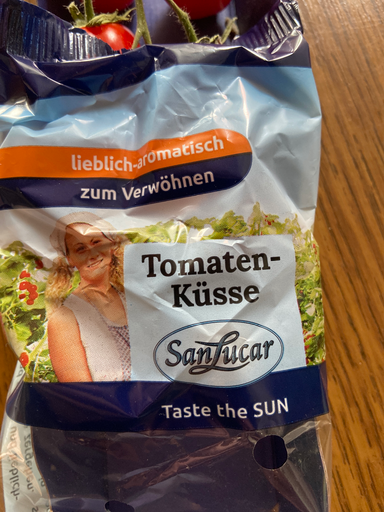 lieblich-aromatisch
zum Verwöhnen
Tomaten-
Küsse
SanLucar
Taste the SUN